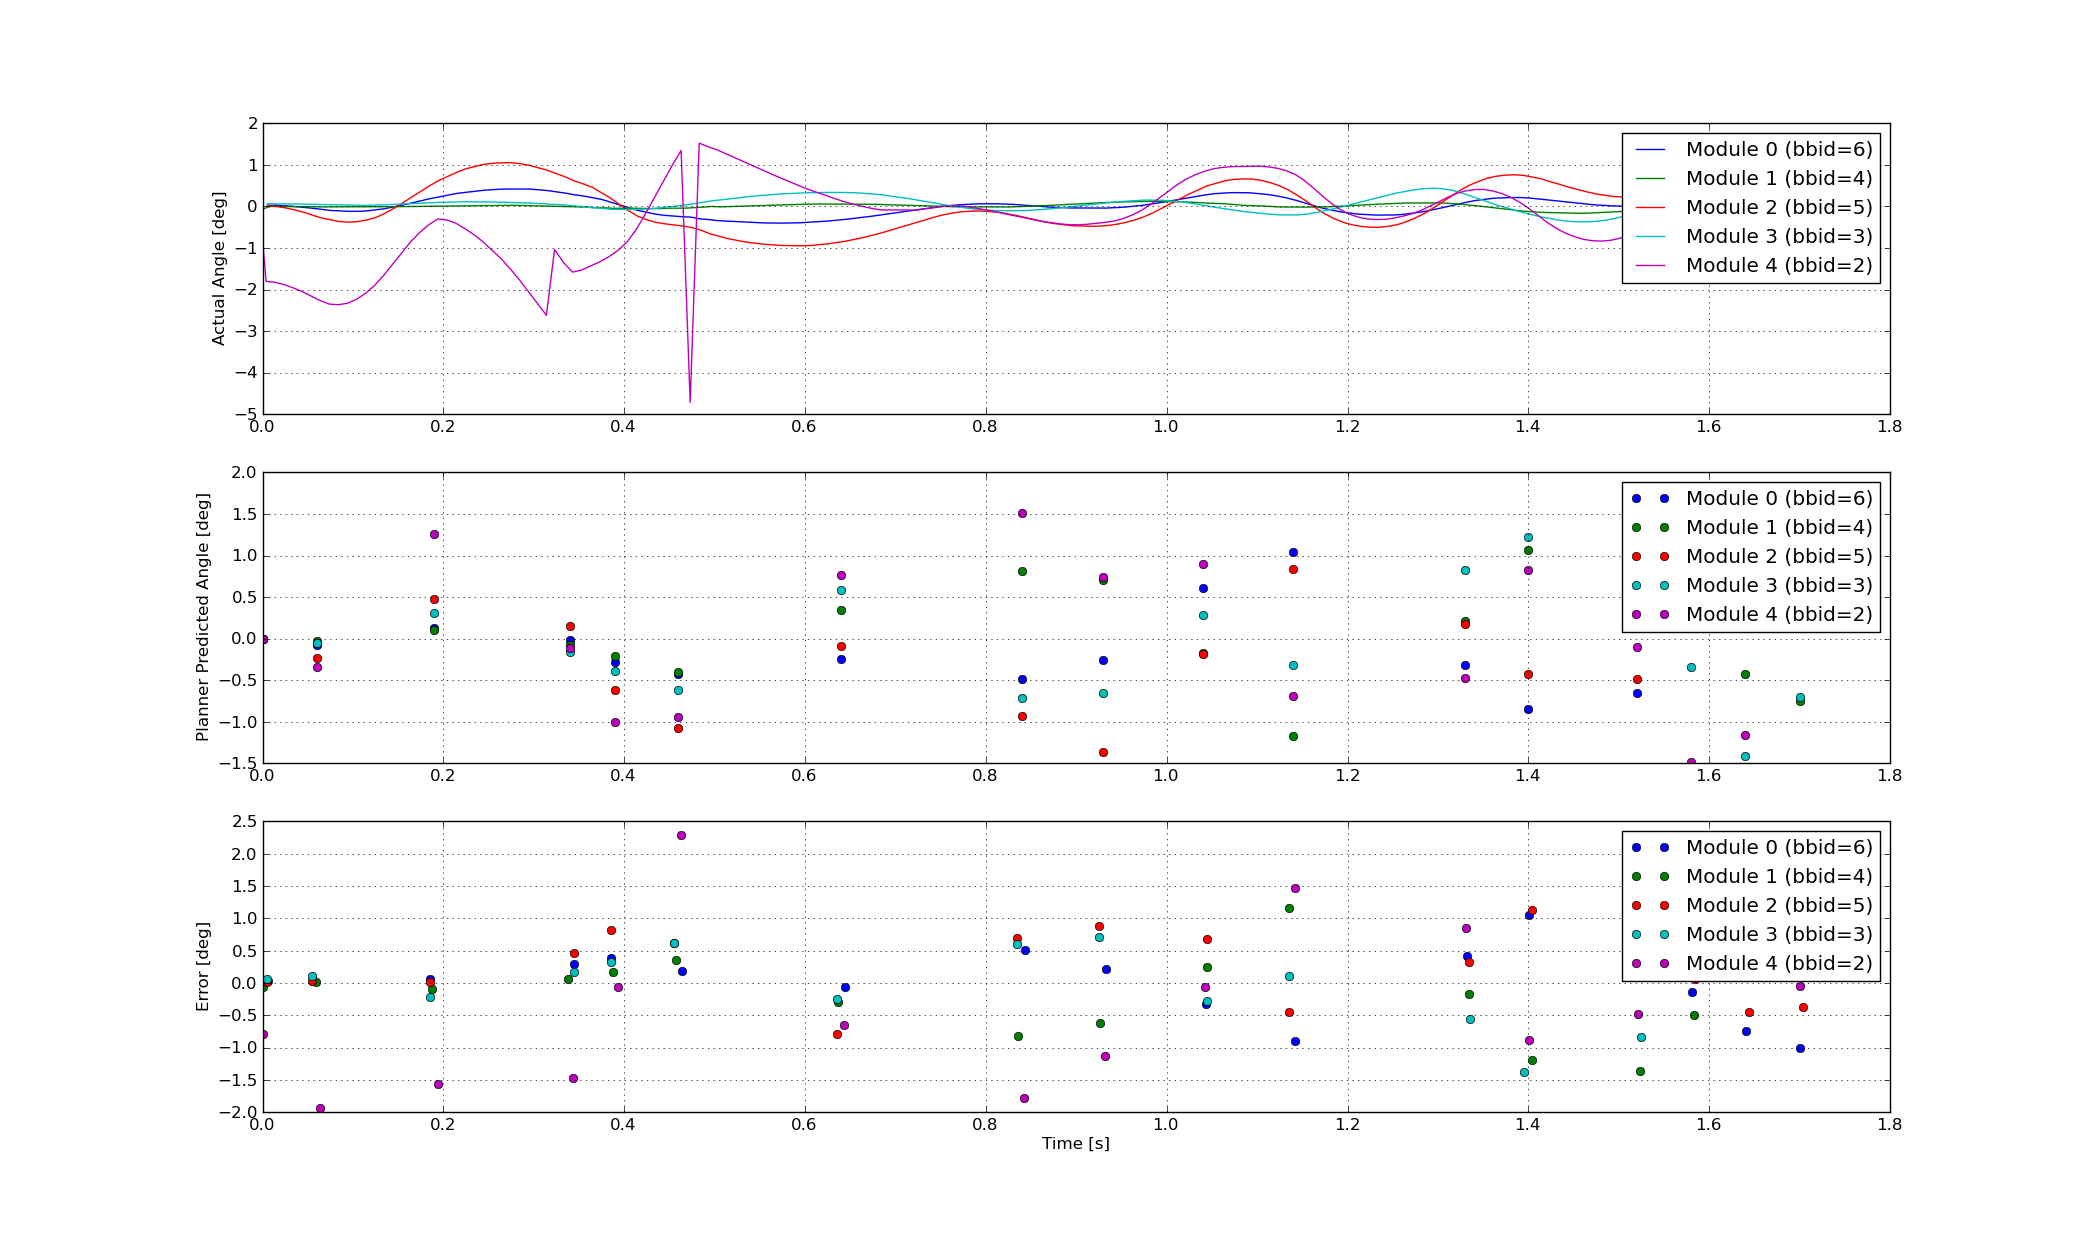 Actual Angle [deg]
2
1
0
−1
−2
−3
−4
−5
0.0 0.2 0.4 0.6 0.8 1.0 1.2 1.4 1.6 1.8
Module 0 (bbid=6)
Module 1 (bbid=4)
Module 2 (bbid=5)
Module 3 (bbid=3)
Module 4 (bbid=2)
Planner Predicted Angle [deg]
2.0
1.5
1.0
0.5
0.0
−0.5
−1.0
−1.5
0.0 0.2 0.4 0.6 0.8 1.0 1.2 1.4 1.6 1.8
Module 0 (bbid=6)
Module 1 (bbid=4)
Module 2 (bbid=5)
Module 3 (bbid=3)
Module 4 (bbid=2)
Error [deg]
2.5
2.0
1.5
1.0
0.5
0.0
−0.5
−1.0
−1.5
−2.0
0.0 0.2 0.4 0.6 0.8 1.0 1.2 1.4 1.6 1.8
Module 0 (bbid=6)
Module 1 (bbid=4)
Module 2 (bbid=5)
Module 3 (bbid=3)
Module 4 (bbid=2)
Time [s]